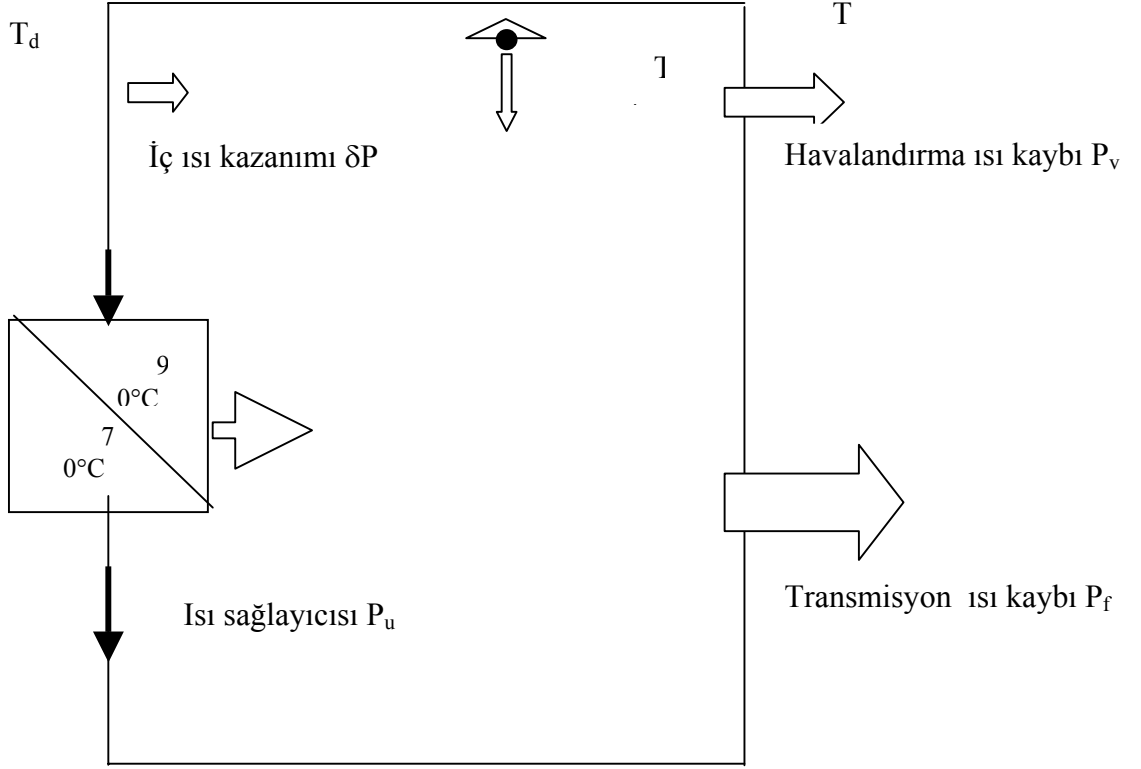 T_d
T
İç ısı kazanımı δP
Havalandırma ısı kaybı P_v
9
0°C
7
0°C
Isı sağlayıcısı P_u
Transmisyon ısı kaybı P_f